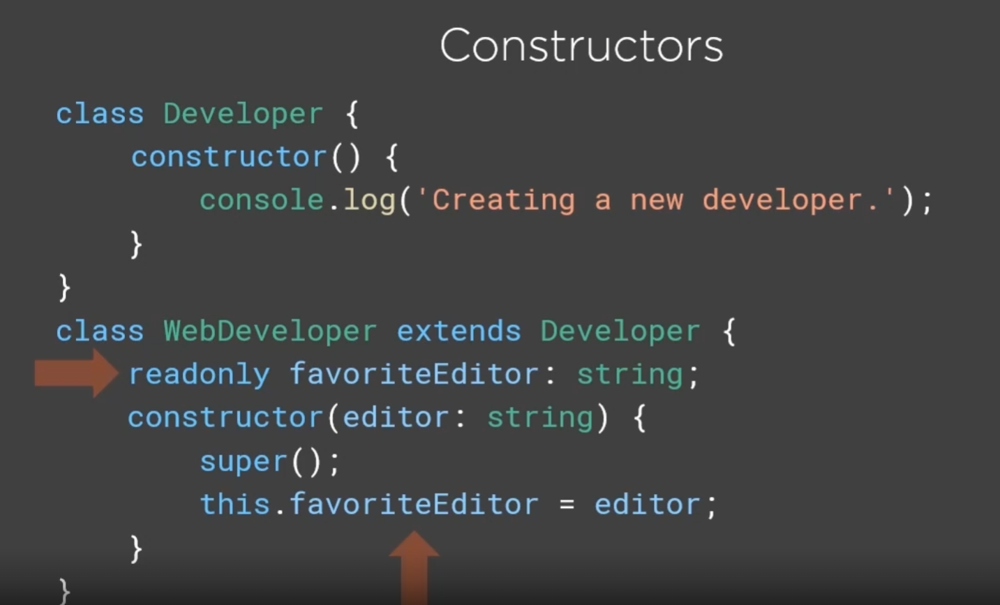 Constructors
class Developer {
constructor() {
console.log('Creating a new developer.');
}
}
class WebDeveloper extends Developer {
readonly favoriteEditor: string;
constructor(editor: string) {
super();
this.favoriteEditor = editor;
}
}